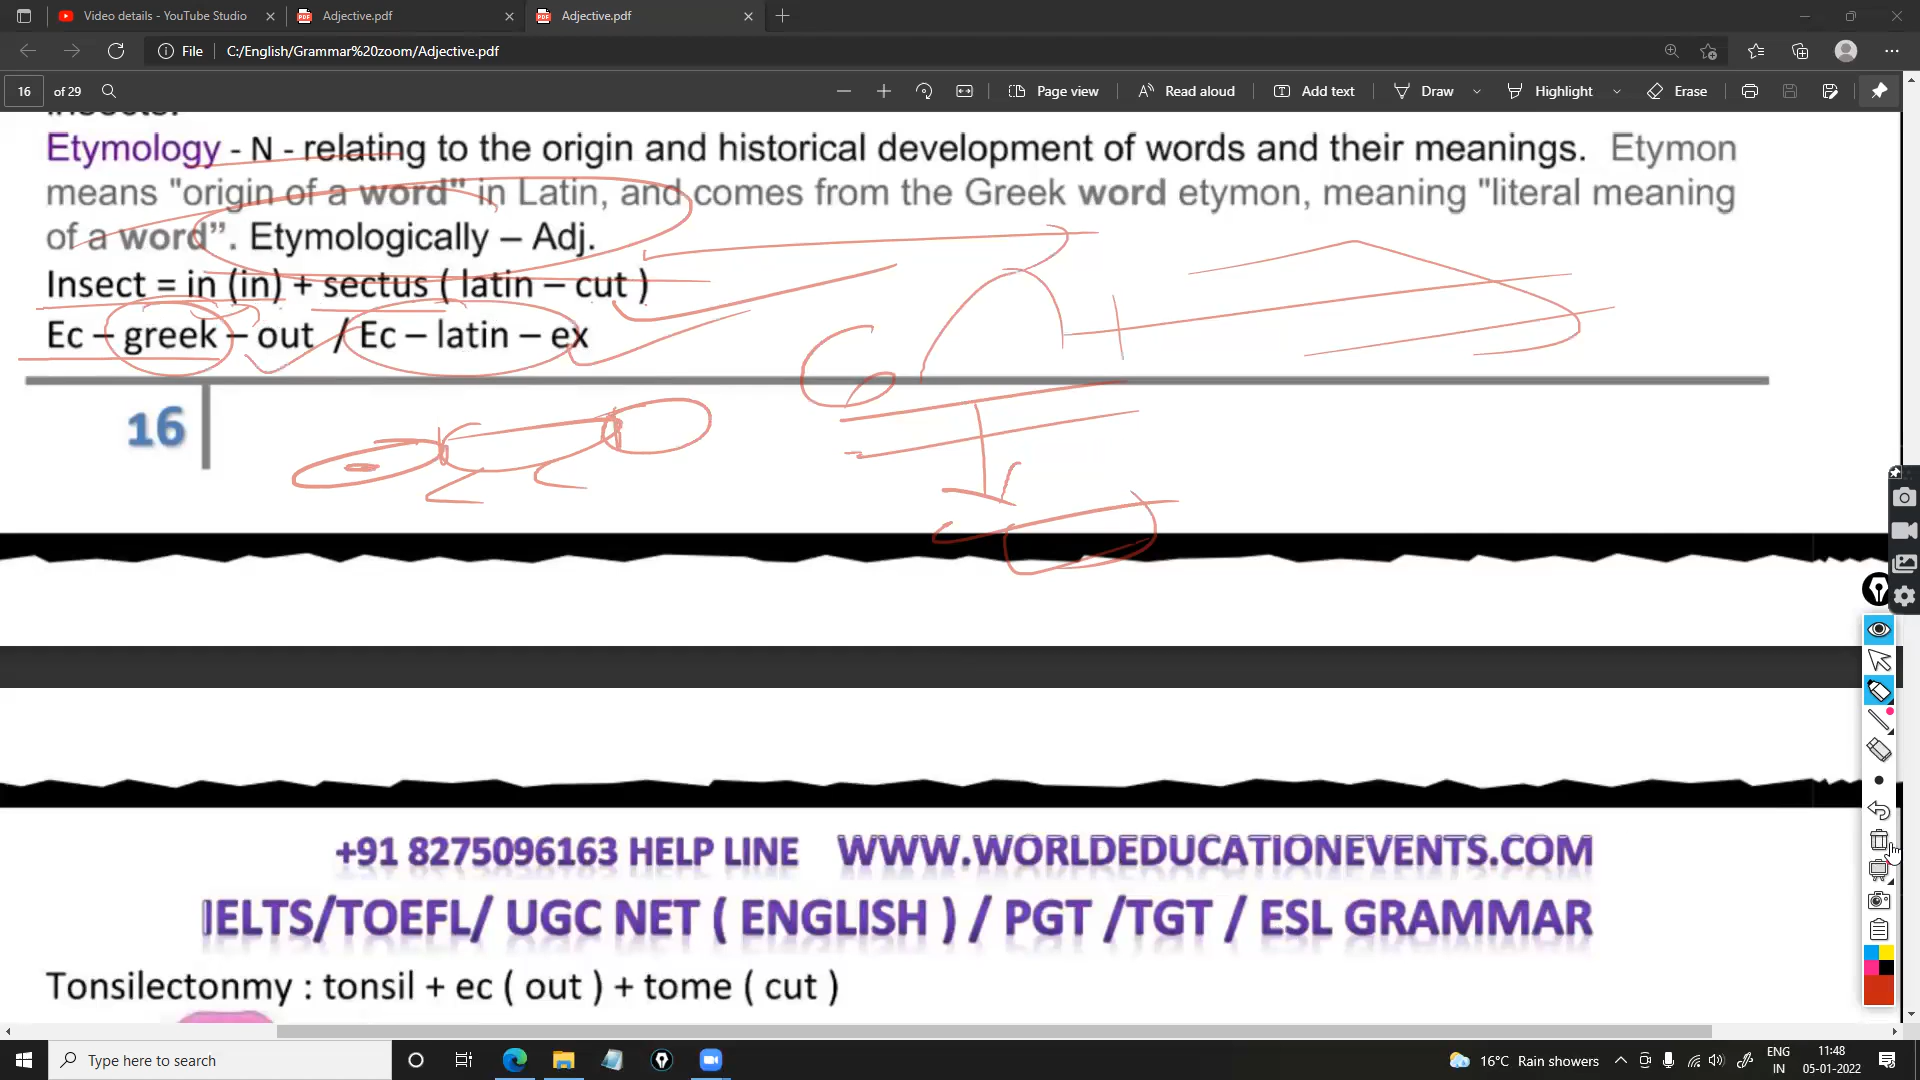 Video details - YouTube Studio
Adjective.pdf
Adjective.pdf
File
C:/English/Grammar%20zoom/Adjective.pdf
16 of 29
Page view
Read aloud
Add text
Draw
Highlight
Erase
insects.
Etymology - N - relating to the origin and historical development of words and their meanings. Etymon
means "origin of a word" in Latin, and comes from the Greek word etymon, meaning "literal meaning
of a word”. Etymologically – Adj.
Insect = in (in) + sectus ( latin – cut )
Ec – greek – out / Ec – latin – ex
16
+91 8275096163 HELP LINE WWW.WORLDEDUCATIONEVENTS.COM
IELTS/TOEFL/ UGC NET ( ENGLISH ) / PGT /TGT / ESL GRAMMAR
Tonsilectonmy : tonsil + ec ( out ) + tome ( cut )
Type here to search
16°C Rain showers
ENG
IN
11:48
05-01-2022